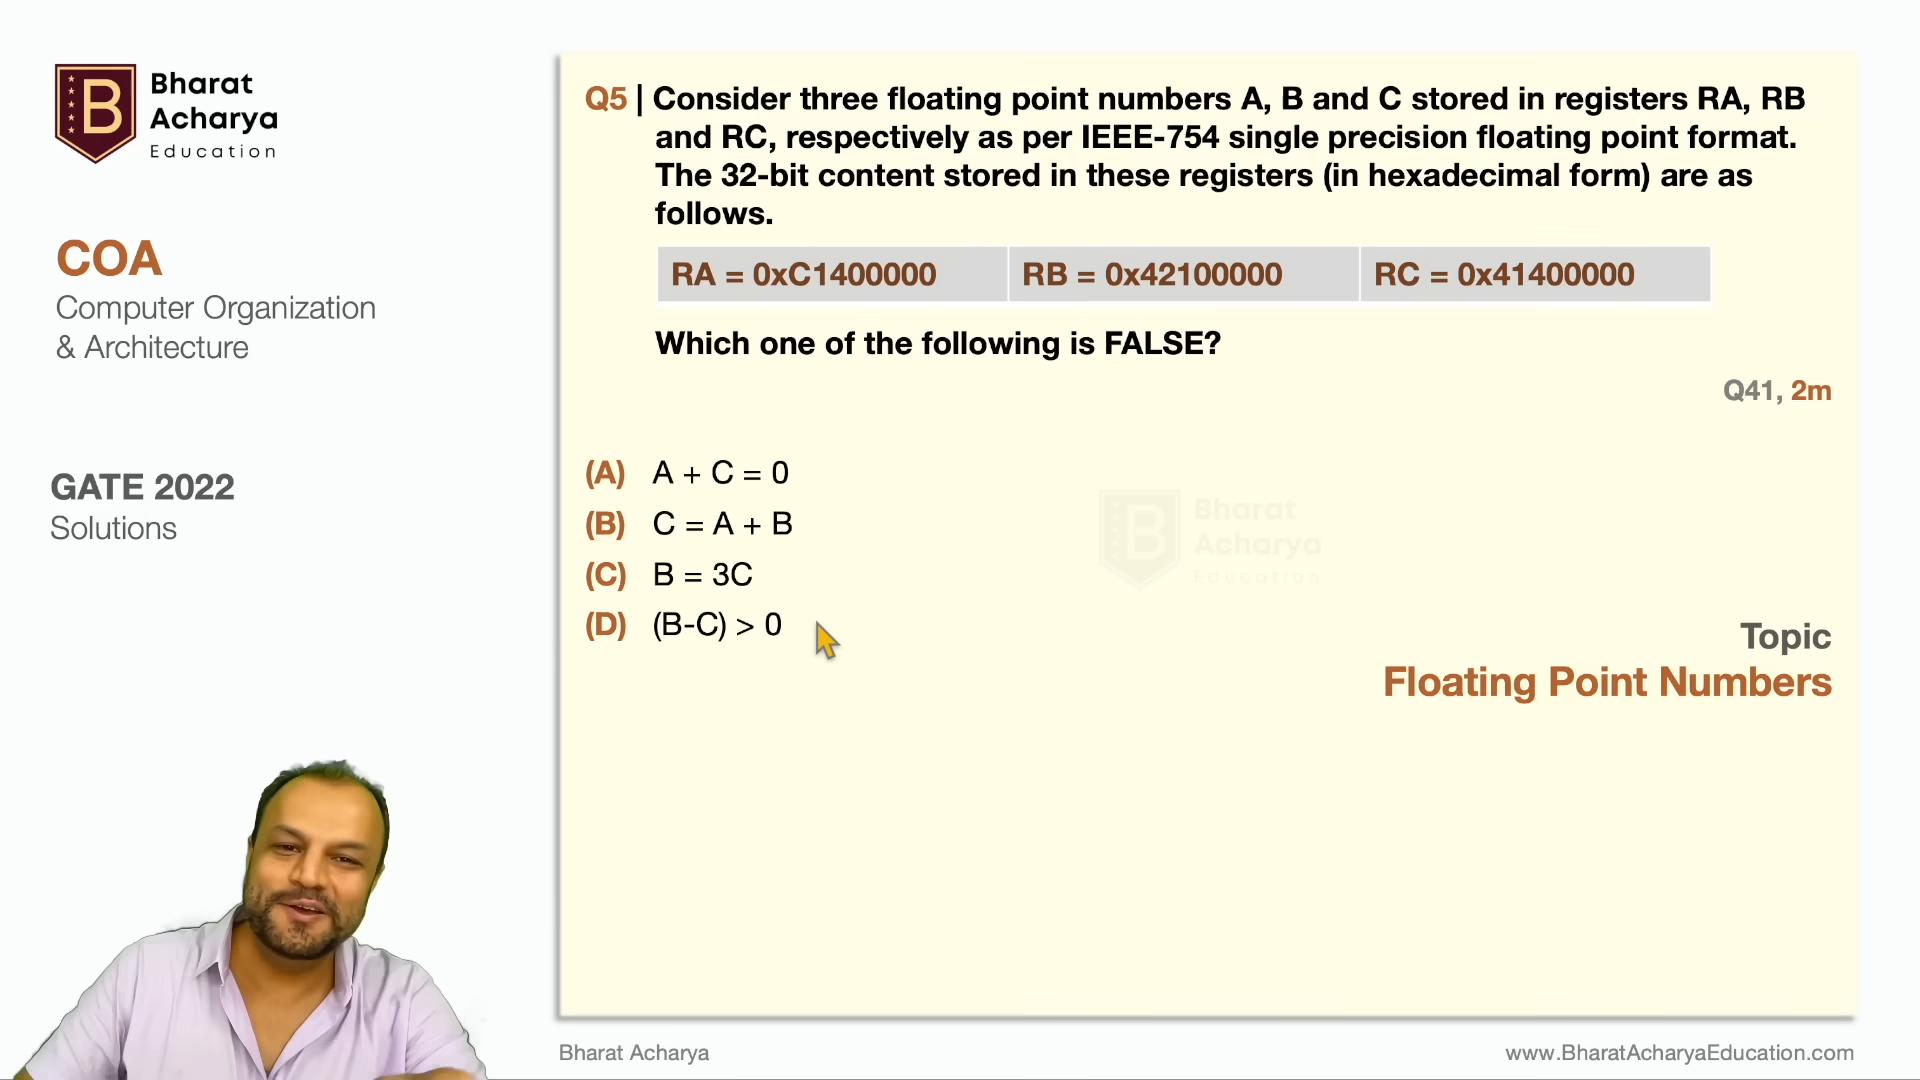 Bharat
Acharya
Education
COA
Computer Organization
& Architecture
GATE 2022
Solutions
Q5 | Consider three floating point numbers A, B and C stored in registers RA, RB
and RC, respectively as per IEEE-754 single precision floating point format.
The 32-bit content stored in these registers (in hexadecimal form) are as
follows.
RA = 0xC1400000 RB = 0x42100000 RC = 0x41400000
Which one of the following is FALSE?
Q41, 2m
(A) A + C = 0
(B) C = A + B
(C) B = 3C
(D) (B-C) > 0
Bharat
Acharya
Education
Topic
Floating Point Numbers
Bharat Acharya
www.BharatAcharyaEducation.com